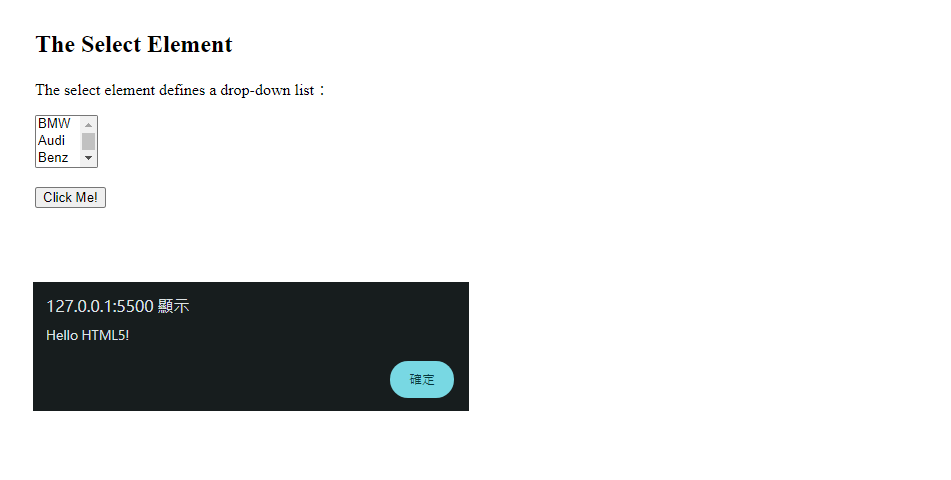 The Select Element
The select element defines a drop-down list：
BMW
Audi
Benz
Click Me!
127.0.0.1:5500 顯示
Hello HTML5!
確定